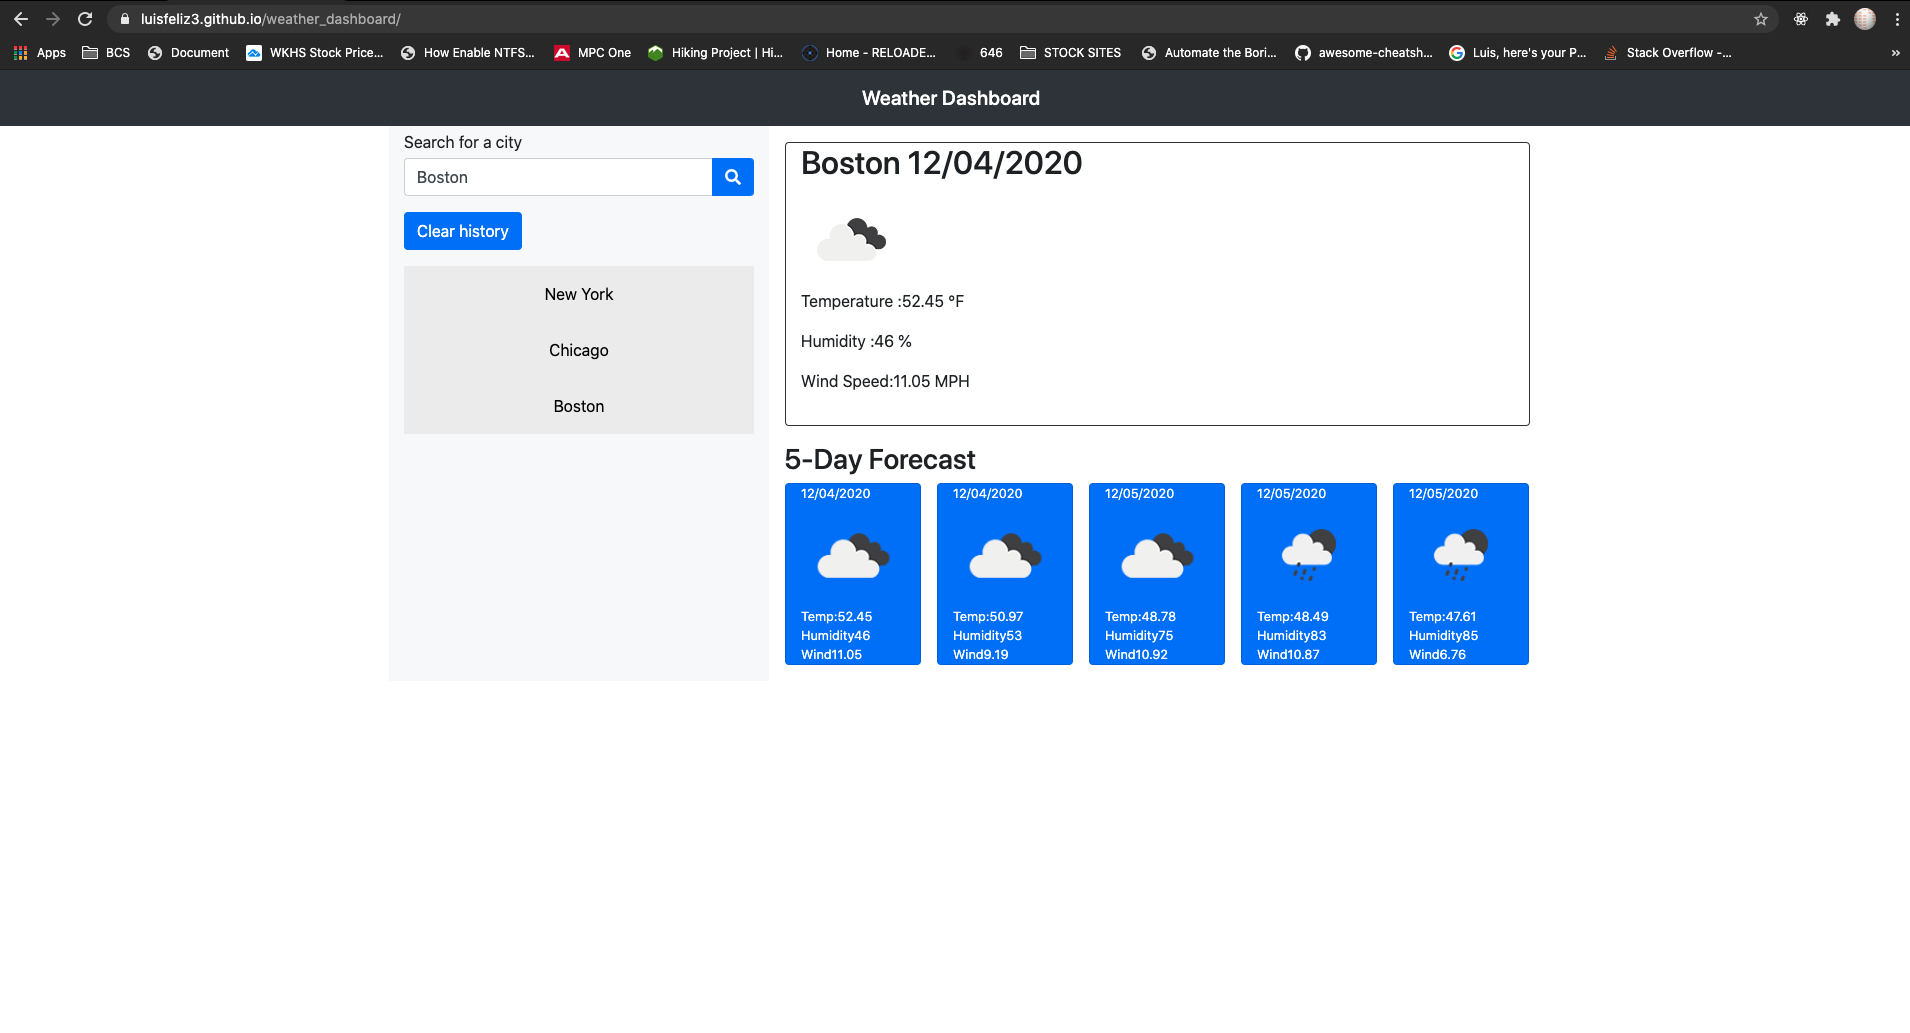 luisfeliz3.github.io/weather_dashboard/
Apps BCS Document WKHS Stock Price... How Enable NTFS... MPC One Hiking Project | Hi... Home - RELOADE... 646 STOCK SITES Automate the Bori... awesome-cheatsh... Luis, here's your P... Stack Overflow -... »
Weather Dashboard
Search for a city
Boston
Clear history
New York
Chicago
Boston
Boston 12/04/2020
Temperature :52.45 °F
Humidity :46 %
Wind Speed:11.05 MPH
5-Day Forecast
12/04/2020
Temp:52.45
Humidity46
Wind11.05
12/04/2020
Temp:50.97
Humidity53
Wind9.19
12/05/2020
Temp:48.78
Humidity75
Wind10.92
12/05/2020
Temp:48.49
Humidity83
Wind10.87
12/05/2020
Temp:47.61
Humidity85
Wind6.76